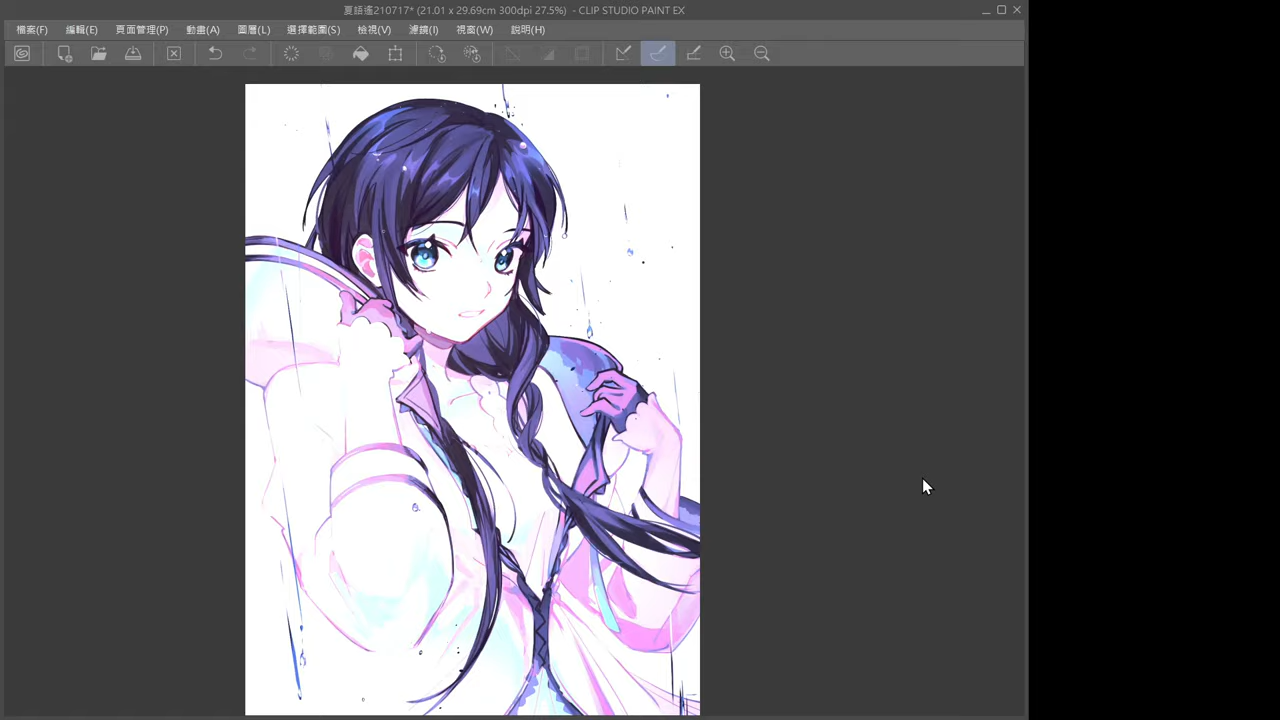 夏語遙210717* (21.01 x 29.69cm 300dpi 27.5%) - CLIP STUDIO PAINT EX
檔案(F) 編輯(E) 頁面管理(P) 動畫(A) 圖層(L) 選擇範圍(S) 檢視(V) 濾鏡(I) 視窗(W) 說明(H)